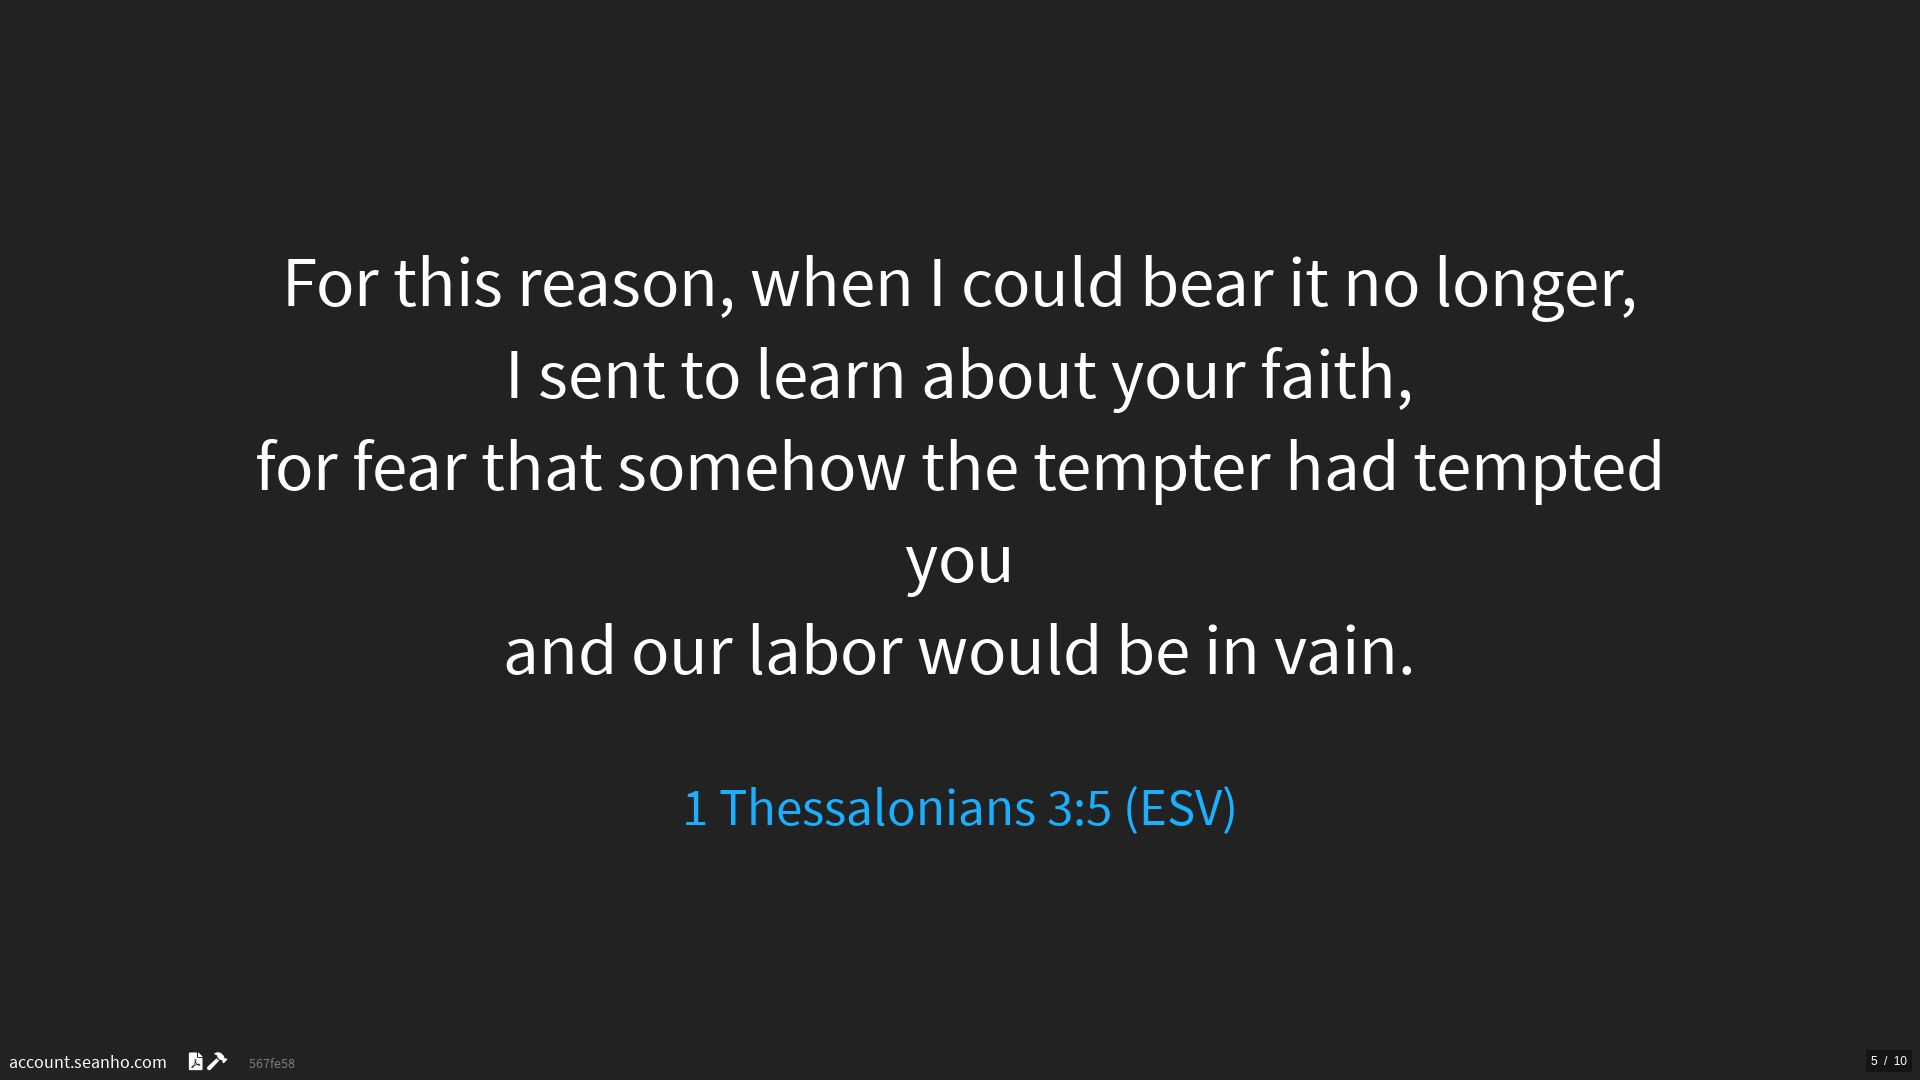 For this reason, when I could bear it no longer,
I sent to learn about your faith,
for fear that somehow the tempter had tempted
you
and our labor would be in vain.
1 Thessalonians 3:5 (ESV)
account.seanho.com 567fe58
5 / 10